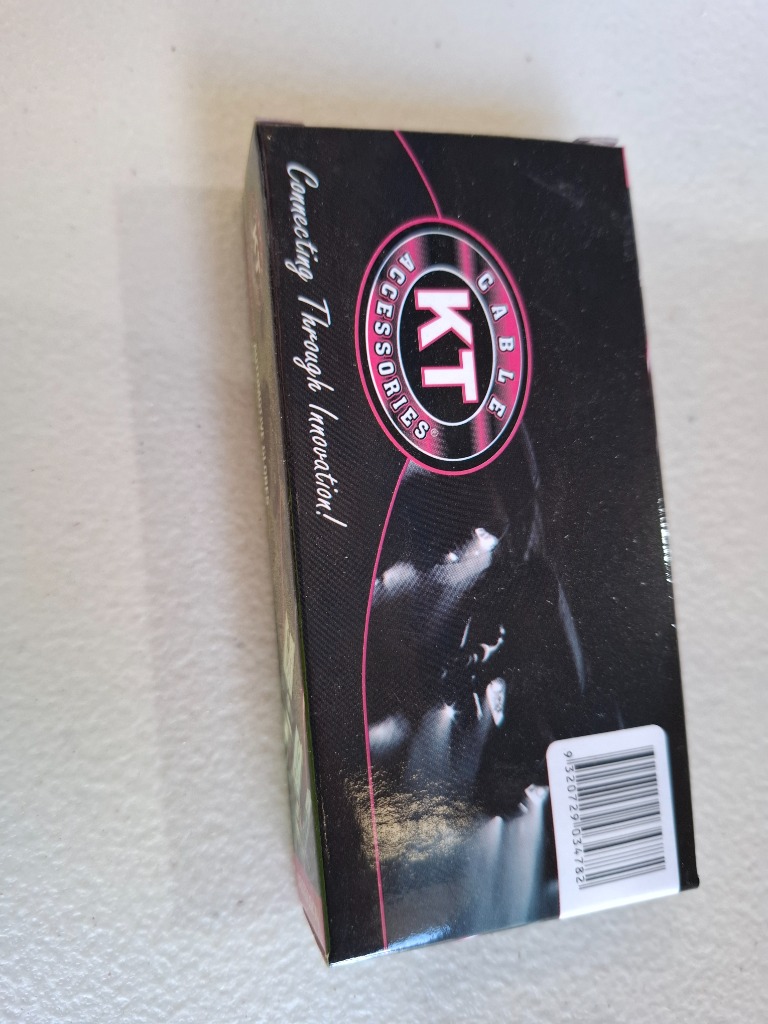 CABLE
KT
ACCESSORIES®
Connecting Through Innovation!
9320729034782